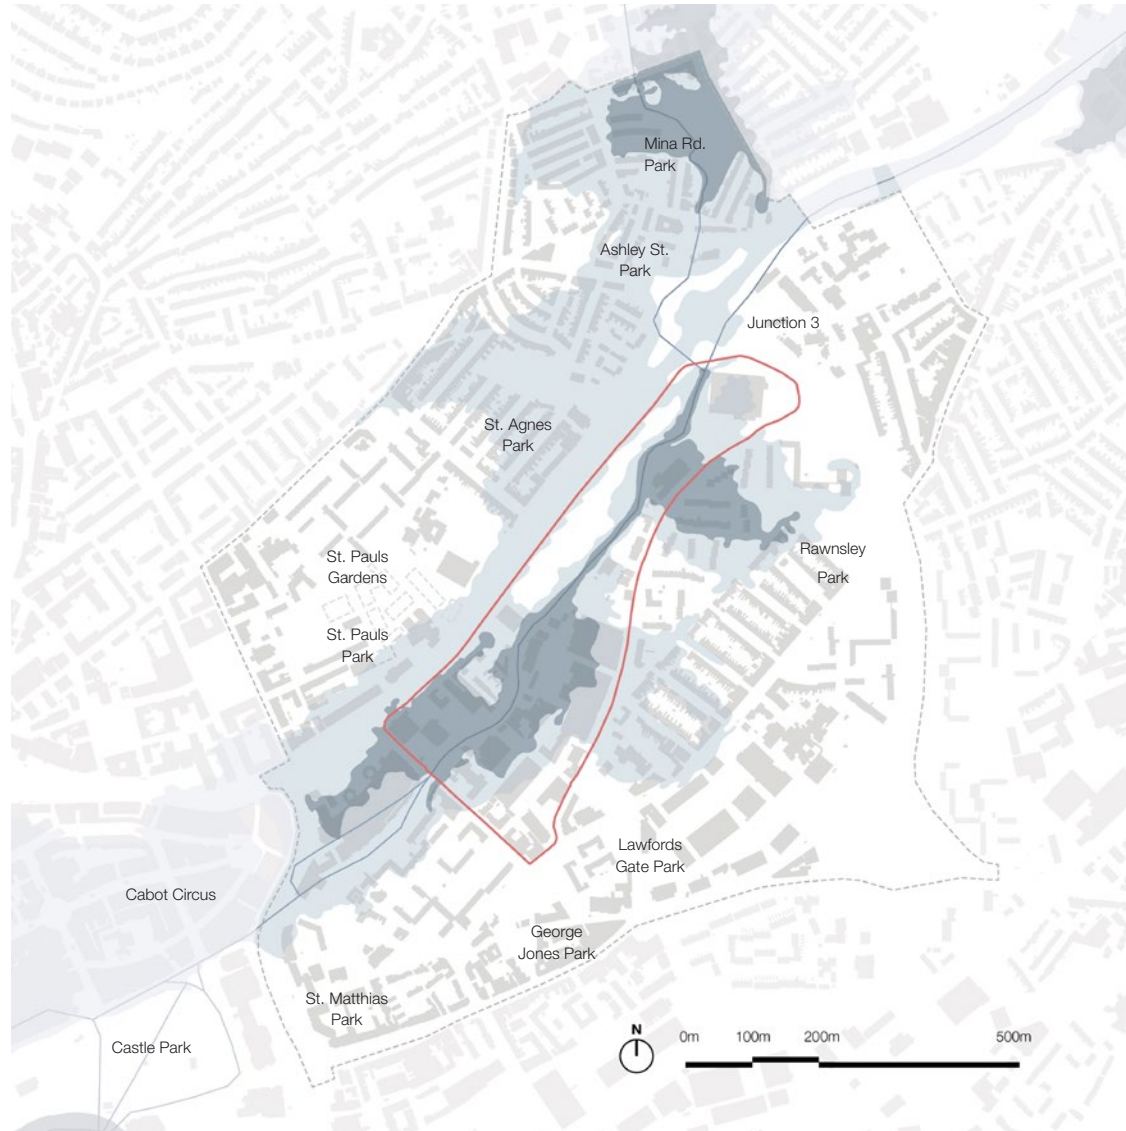 Mina Rd.
Park
Ashley St.
Park
Junction 3
St. Agnes
Park
St. Pauls
Gardens
Rawnsley
Park
St. Pauls
Park
Lawfords
Gate Park
Cabot Circus
George
Jones Park
St. Matthias
Park
Castle Park
N
0m 100m 200m 500m